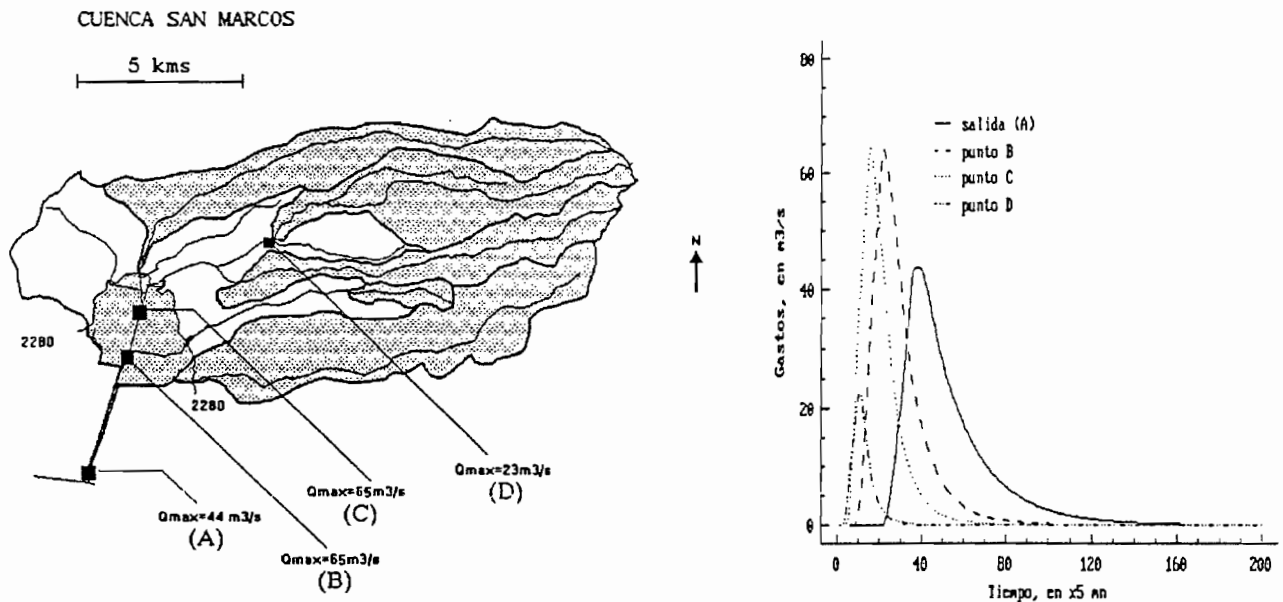 CUENCA SAN MARCOS
5 kms
2280
2280
Qmax=23m3/s
(D)
Qmax=65m3/s
(C)
Qmax=44 m3/s
(A)
Qmax=65m3/s
(B)
z
Gastos, en m3/s
80
60
40
20
0
salida (A)
punto B
punto C
punto D
0 40 80 120 160 200
Tiempo, en x5 mn